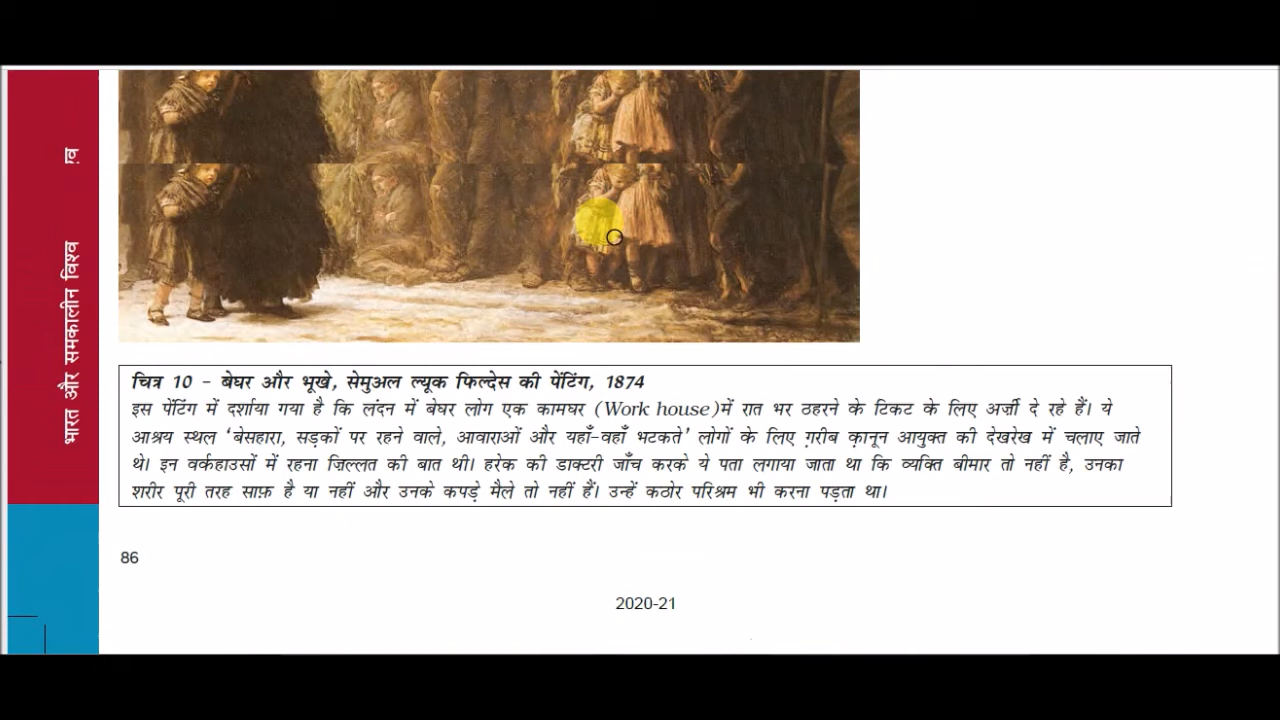 भारत और समकालीन विश्व
चित्र 10 – बेघर और भूखे, सेमुअल ल्यूक फिल्देस की पेंटिंग, 1874
इस पेंटिंग में दर्शाया गया है कि लंदन में बेघर लोग एक कामघर (Work house)में रात भर ठहरने के टिकट के लिए अर्ज़ी दे रहे हैं। ये
आश्रय स्थल ‘बेसहारा, सड़कों पर रहने वाले, आवाराओं और यहाँ-वहाँ भटकते’ लोगों के लिए ग़रीब क़ानून आयुक्त की देखरेख में चलाए जाते
थे। इन वर्कहाउसों में रहना ज़िल्लत की बात थी। हरेक की डाक्टरी जाँच करके ये पता लगाया जाता था कि व्यक्ति बीमार तो नहीं है, उनका
शरीर पूरी तरह साफ़ है या नहीं और उनके कपड़े मैले तो नहीं हैं। उन्हें कठोर परिश्रम भी करना पड़ता था।
86
2020-21